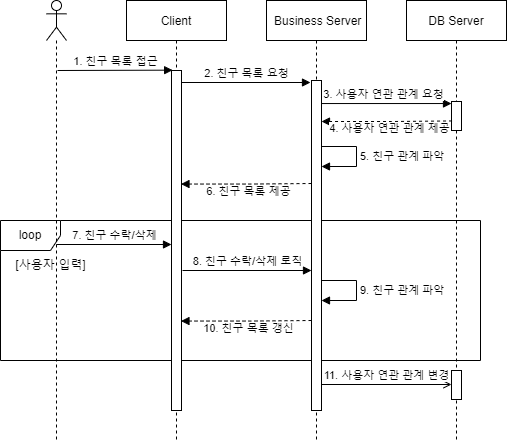 Client
Business Server
DB Server
1. 친구 목록 접근
2. 친구 목록 요청
3. 사용자 연관 관계 요청
4. 사용자 연관 관계 제공
5. 친구 관계 파악
6. 친구 목록 제공
loop
7. 친구 수락/삭제
[사용자 입력]
8. 친구 수락/삭제 로직
9. 친구 관계 파악
10. 친구 목록 갱신
11. 사용자 연관 관계 변경